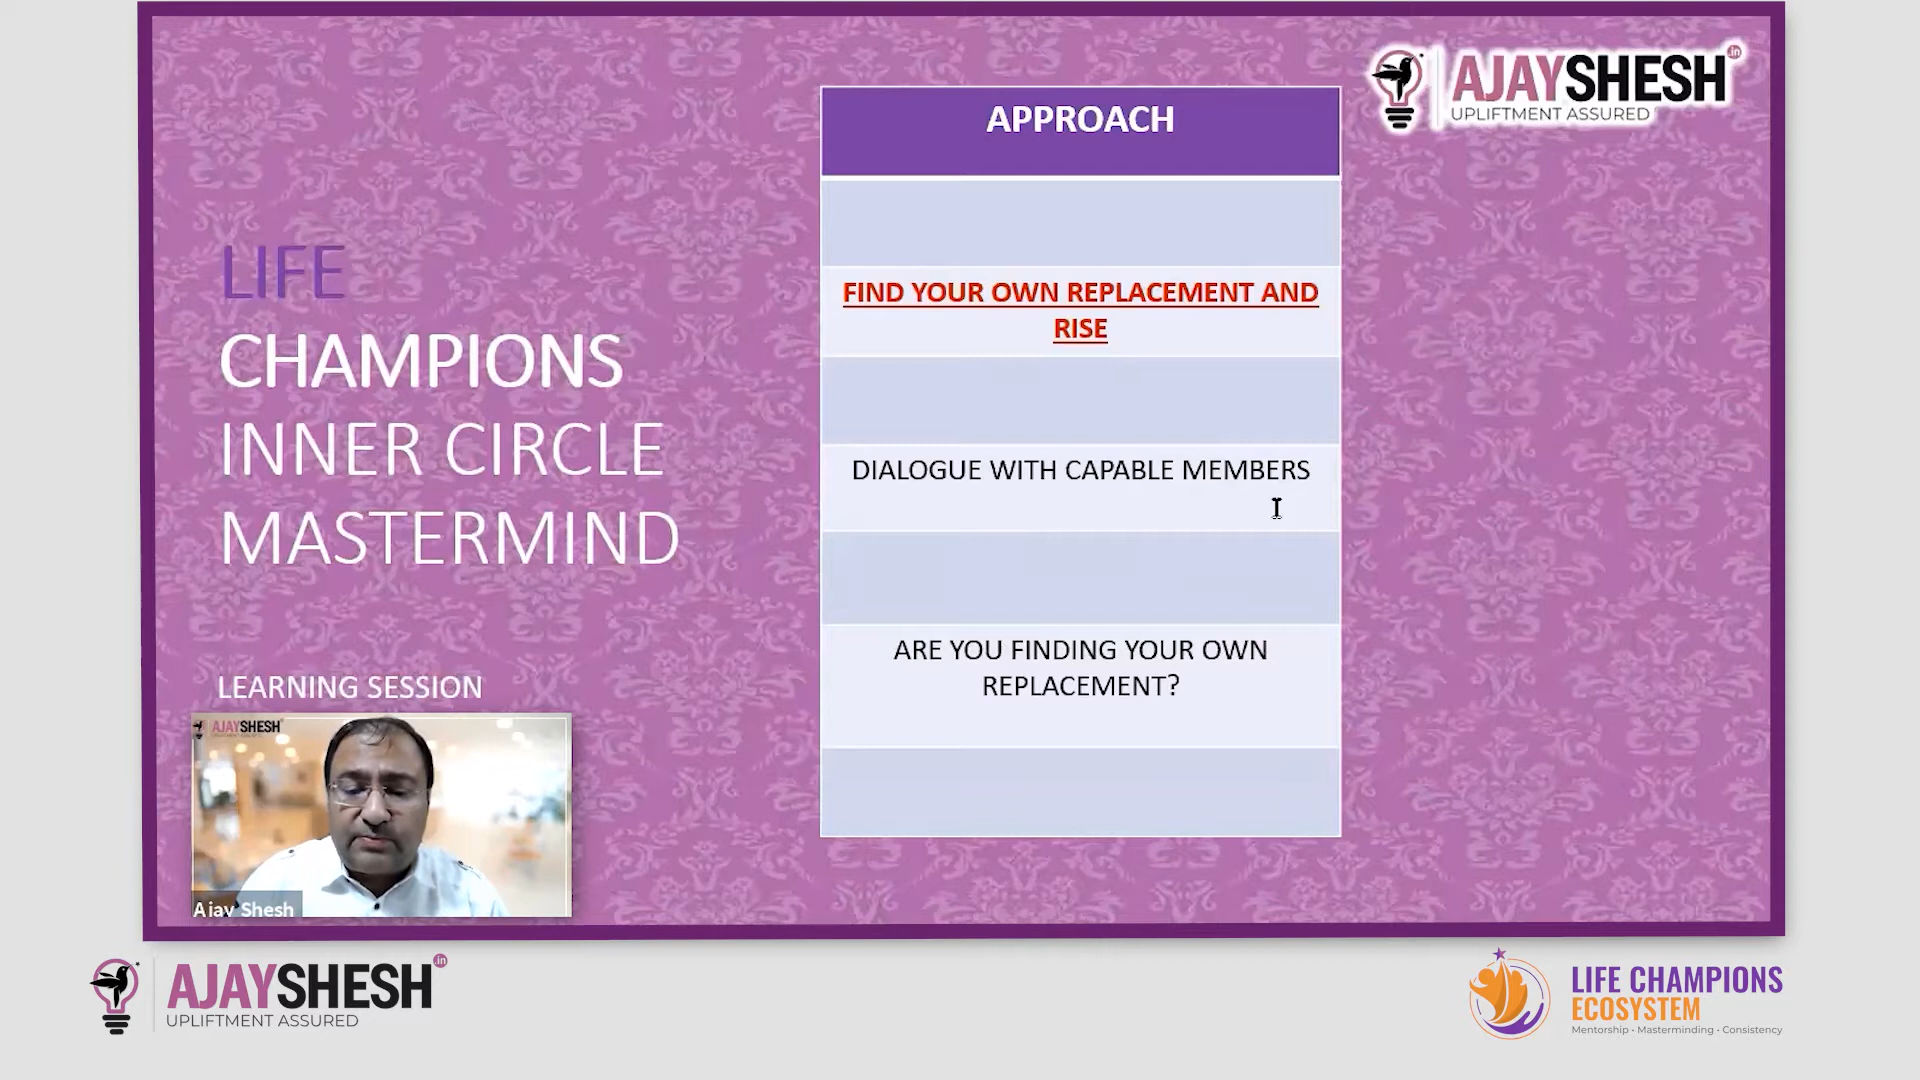 AJAYSHESH.in
UPLIFTMENT ASSURED
APPROACH
FIND YOUR OWN REPLACEMENT AND
RISE
DIALOGUE WITH CAPABLE MEMBERS
ARE YOU FINDING YOUR OWN
REPLACEMENT?
LIFE
CHAMPIONS
INNER CIRCLE
MASTERMIND
LEARNING SESSION
AJAYSHESH
Ajay Shesh
AJAYSHESH.in
UPLIFTMENT ASSURED
LIFE CHAMPIONS
ECOSYSTEM
Mentorship • Masterminding • Consistency